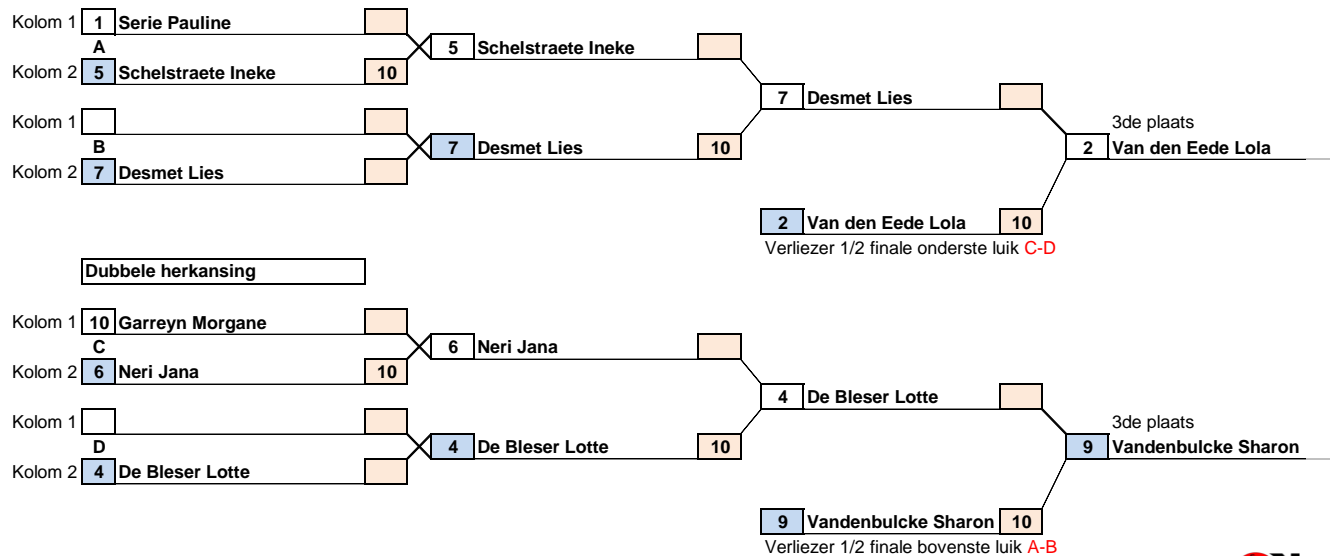 Kolom 1 1 Serie Pauline
A
5 Schelstraete Ineke
Kolom 2 5 Schelstraete Ineke 10
7 Desmet Lies
Kolom 1
3de plaats
B
7 Desmet Lies 10
2 Van den Eede Lola
Kolom 2 7 Desmet Lies
2 Van den Eede Lola 10
Verliezer 1/2 finale onderste luik C-D
Dubbele herkansing
Kolom 1 10 Garreyn Morgane
C
6 Neri Jana
Kolom 2 6 Neri Jana 10
4 De Bleser Lotte
Kolom 1
3de plaats
D
4 De Bleser Lotte 10
9 Vandenbulcke Sharon
Kolom 2 4 De Bleser Lotte
9 Vandenbulcke Sharon 10
Verliezer 1/2 finale bovenste luik A-B